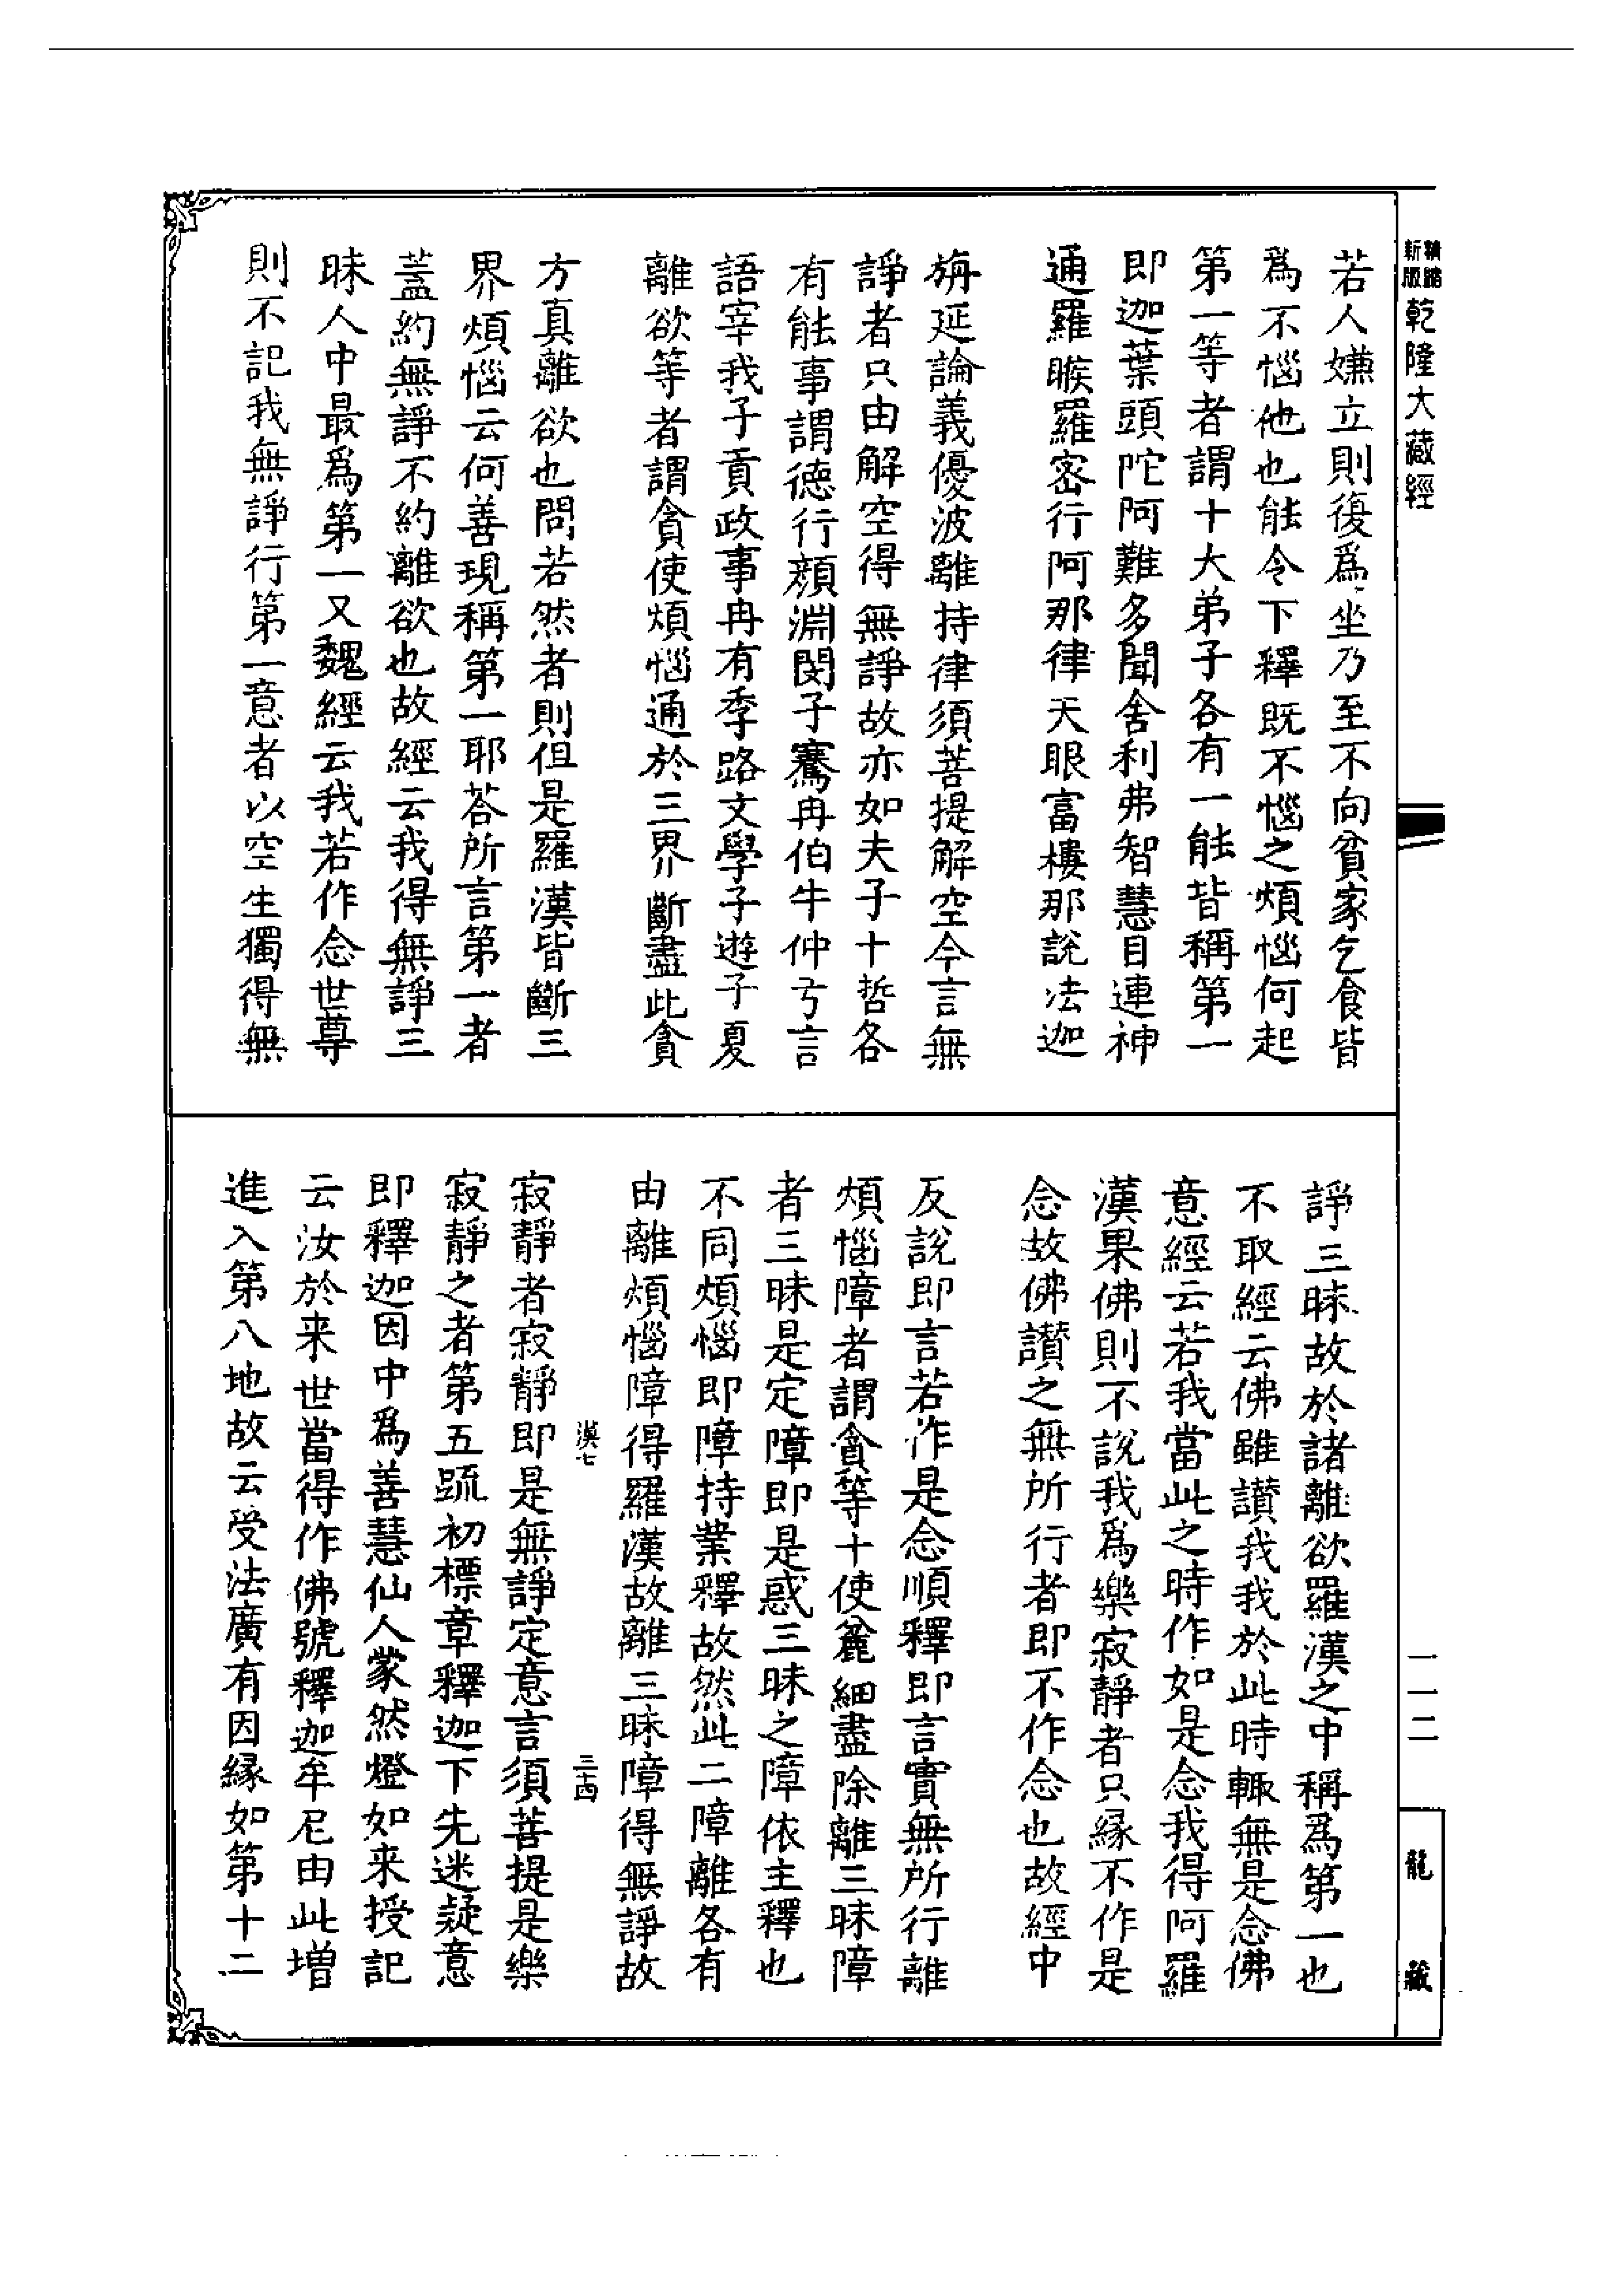 精縮新版乾隆大藏經
若人嫌立則復爲坐乃至不向貧家乞食皆
爲不惱他也能令下釋既不惱之煩惱何起
第一等者謂十大弟子各有一能皆稱第一
即迦葉頭陀阿難多聞舍利弗智慧目連神
通羅睺羅密行阿那律天眼富樓那說法迦
旃延論義優波離持律須菩提解空今言無
諍者只由解空得無諍故亦如夫子十哲各
有能事謂德行顏淵閔子騫冉伯牛仲弓言
語宰我子貢政事冉有季路文學子遊子夏
離欲等者謂貪使煩惱通於三界斷盡此貪
方真離欲也問若然者則但是羅漢皆斷三
界煩惱云何善現稱第一耶荅所言第一者
蓋約無諍不約離欲也故經云我得無諍三
昧人中最爲第一又魏經云我若作念世尊
則不記我無諍行第一意者以空生獨得無
諍三昧故於諸離欲羅漢之中稱爲第一也
不取經云佛雖讃我我於此時輙無是念佛
意經云若我當此之時作如是念我得阿羅
漢果佛則不說我爲樂寂靜者只緣不作是
念故佛讃之無所行者即不作念也故經中
反說即言若作是念順釋即言實無所行離
煩惱障者謂貪等十使麄細盡除離三昧障
者三昧是定障即是惑三昧之障依主釋也
不同煩惱即障持業釋故然此二障離各有
由離煩惱障得羅漢故離三昧障得無諍故
漢七
三十四
寂靜者寂靜即是無諍定意言須菩提是樂
寂靜之者第五䟽初標章釋迦下先迷疑意
即釋迦因中爲善慧仙人蒙然燈如来授記
云汝於来世當得作佛號釋迦牟尼由此增
進入第八地故云受法廣有因緣如第十二
一一二
龍藏